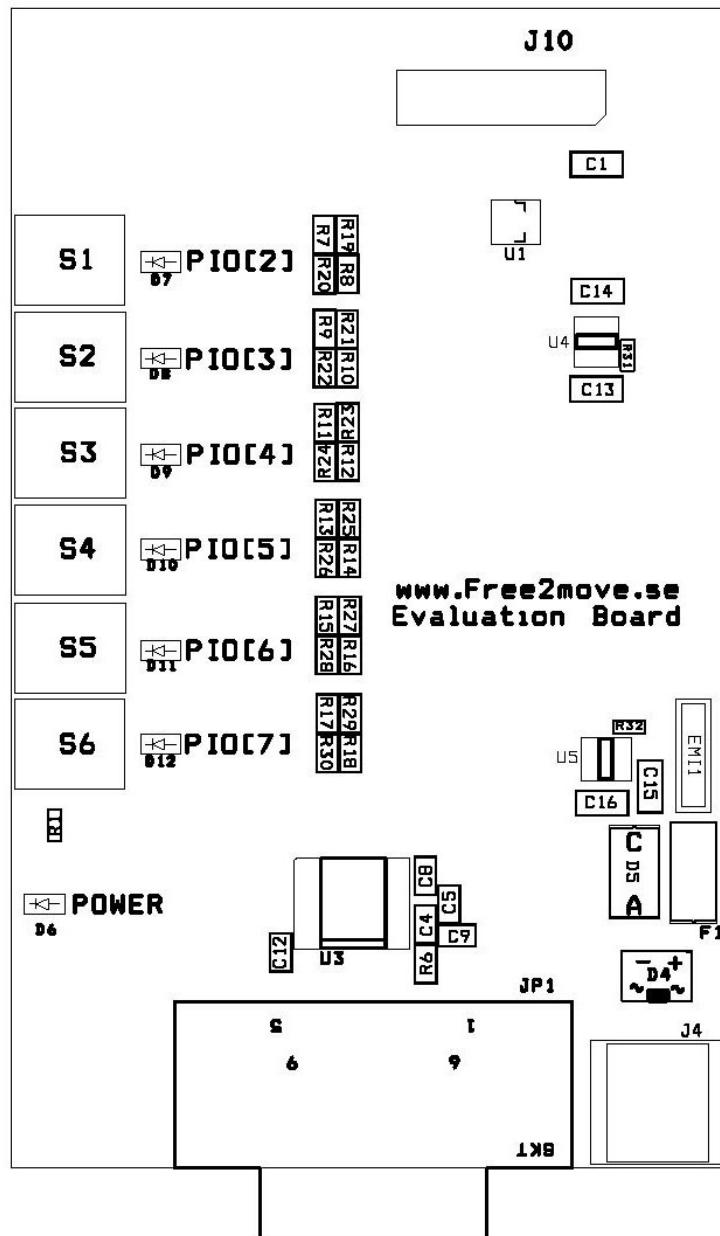 J10
C1
U1
S1 D7 PIO[2] R7 R19 R20 R8
C14
U4 R31
C13
S2 D8 PIO[3] R9 R21 R22 R10
S3 D9 PIO[4] R11 R23 R24 R12
S4 D10 PIO[5] R13 R25 R26 R14
www.Free2move.se
Evaluation Board
S5 D11 PIO[6] R15 R27 R28 R16
S6 D12 PIO[7] R17 R29 R30 R18
R32
U5 EMI1
C15
C16
R1
C D5 A
F1
D6 POWER
C8
C5
C4
C9
R6
C12 U3
- +
~ D4 ~
JP1
J4
5 1
9 6
SKT